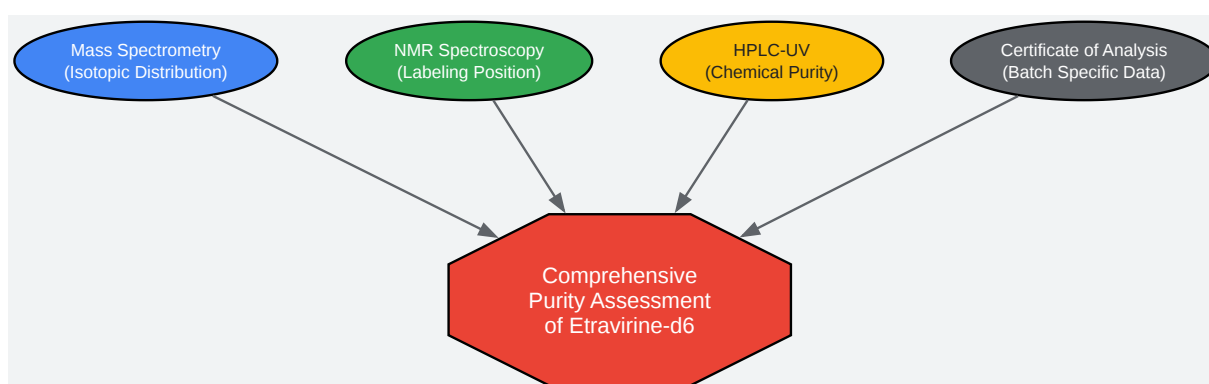 Mass Spectrometry
(Isotopic Distribution)
NMR Spectroscopy
(Labeling Position)
HPLC-UV
(Chemical Purity)
Certificate of Analysis
(Batch Specific Data)
Comprehensive
Purity Assessment
of Etravirine-d6